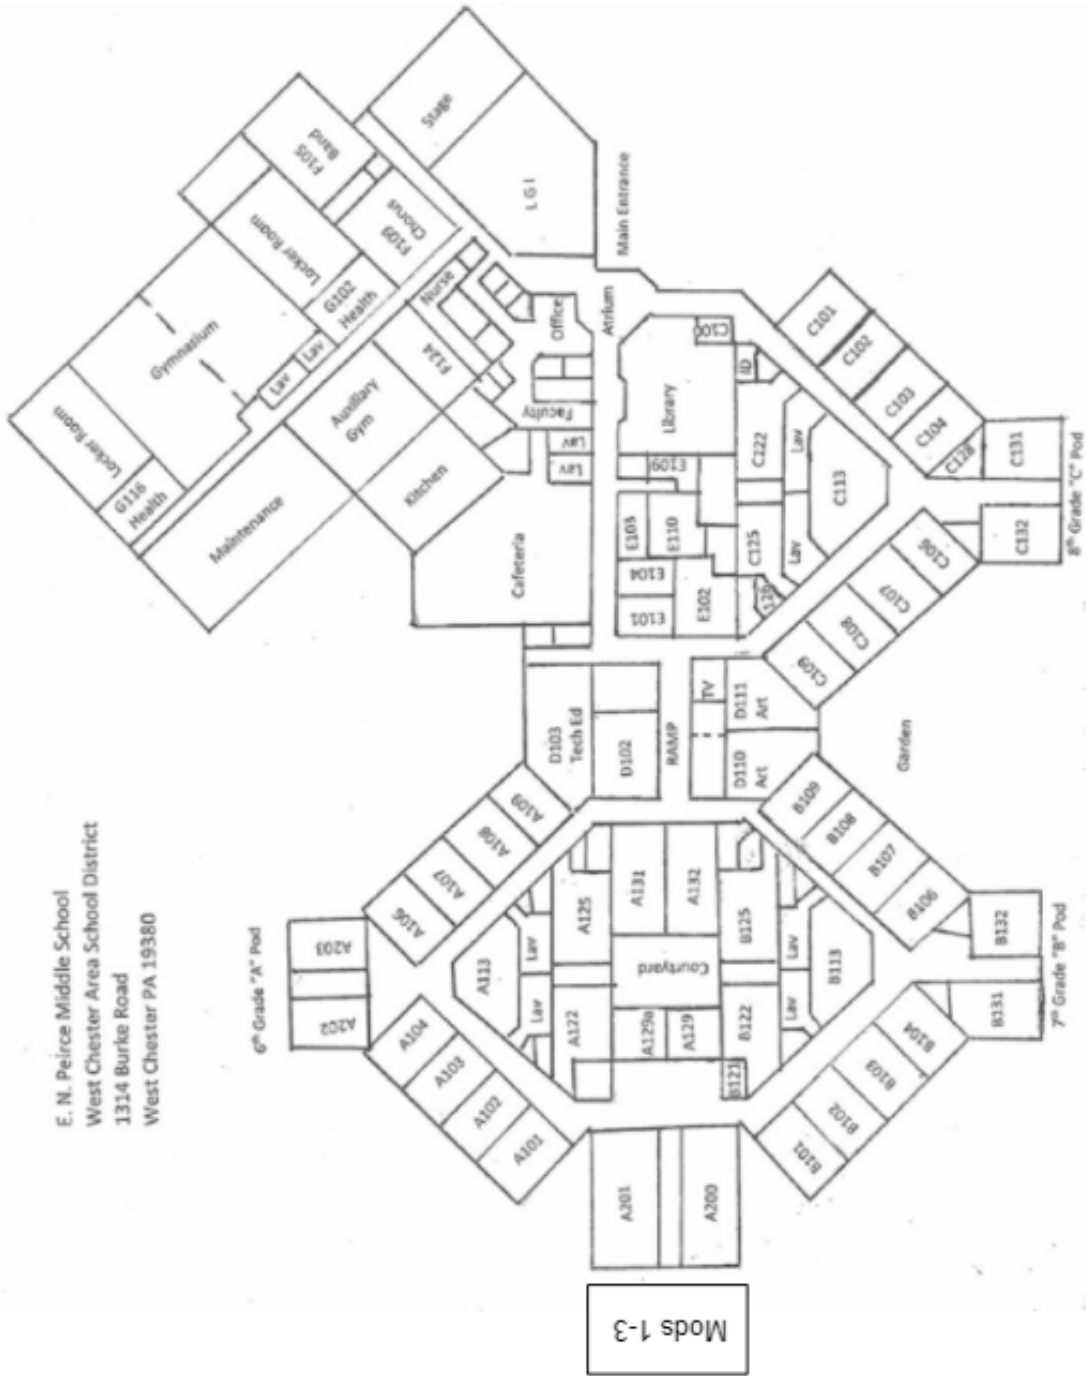 E. N. Peirce Middle School
West Chester Area School District
1314 Burke Road
West Chester PA 19380
6th Grade "A" Pod
A202
A203
A101
A102
A103
A104
A106
A107
A108
A109
A113
Lav
Lav
A122
A125
A129a
A129
Courtyard
A131
A132
A201
A200
Mods 1-3
B121
B122
B125
Lav
Lav
B113
B101
B102
B103
B104
B106
B107
B108
B109
B131
B132
7th Grade "B" Pod
D103
Tech Ed
D102
RAMP
TV
D110
Art
D111
Art
Garden
E101
E104
E103
E102
E110
E109
Library
C100
C125
C122
Lav
Lav
C113
C109
C108
C107
C106
C132
C131
C128
C104
C103
C102
C101
8th Grade "C" Pod
Cafeteria
Kitchen
Lav
Lav
Faculty
Office
Atrium
Main Entrance
Maintenance
Auxiliary
Gym
F124
Nurse
G116
Health
Locker Room
Gymnasium
Lav
Lav
G102
Health
Locker Room
F109
Chorus
F105
Band
Stage
L G I